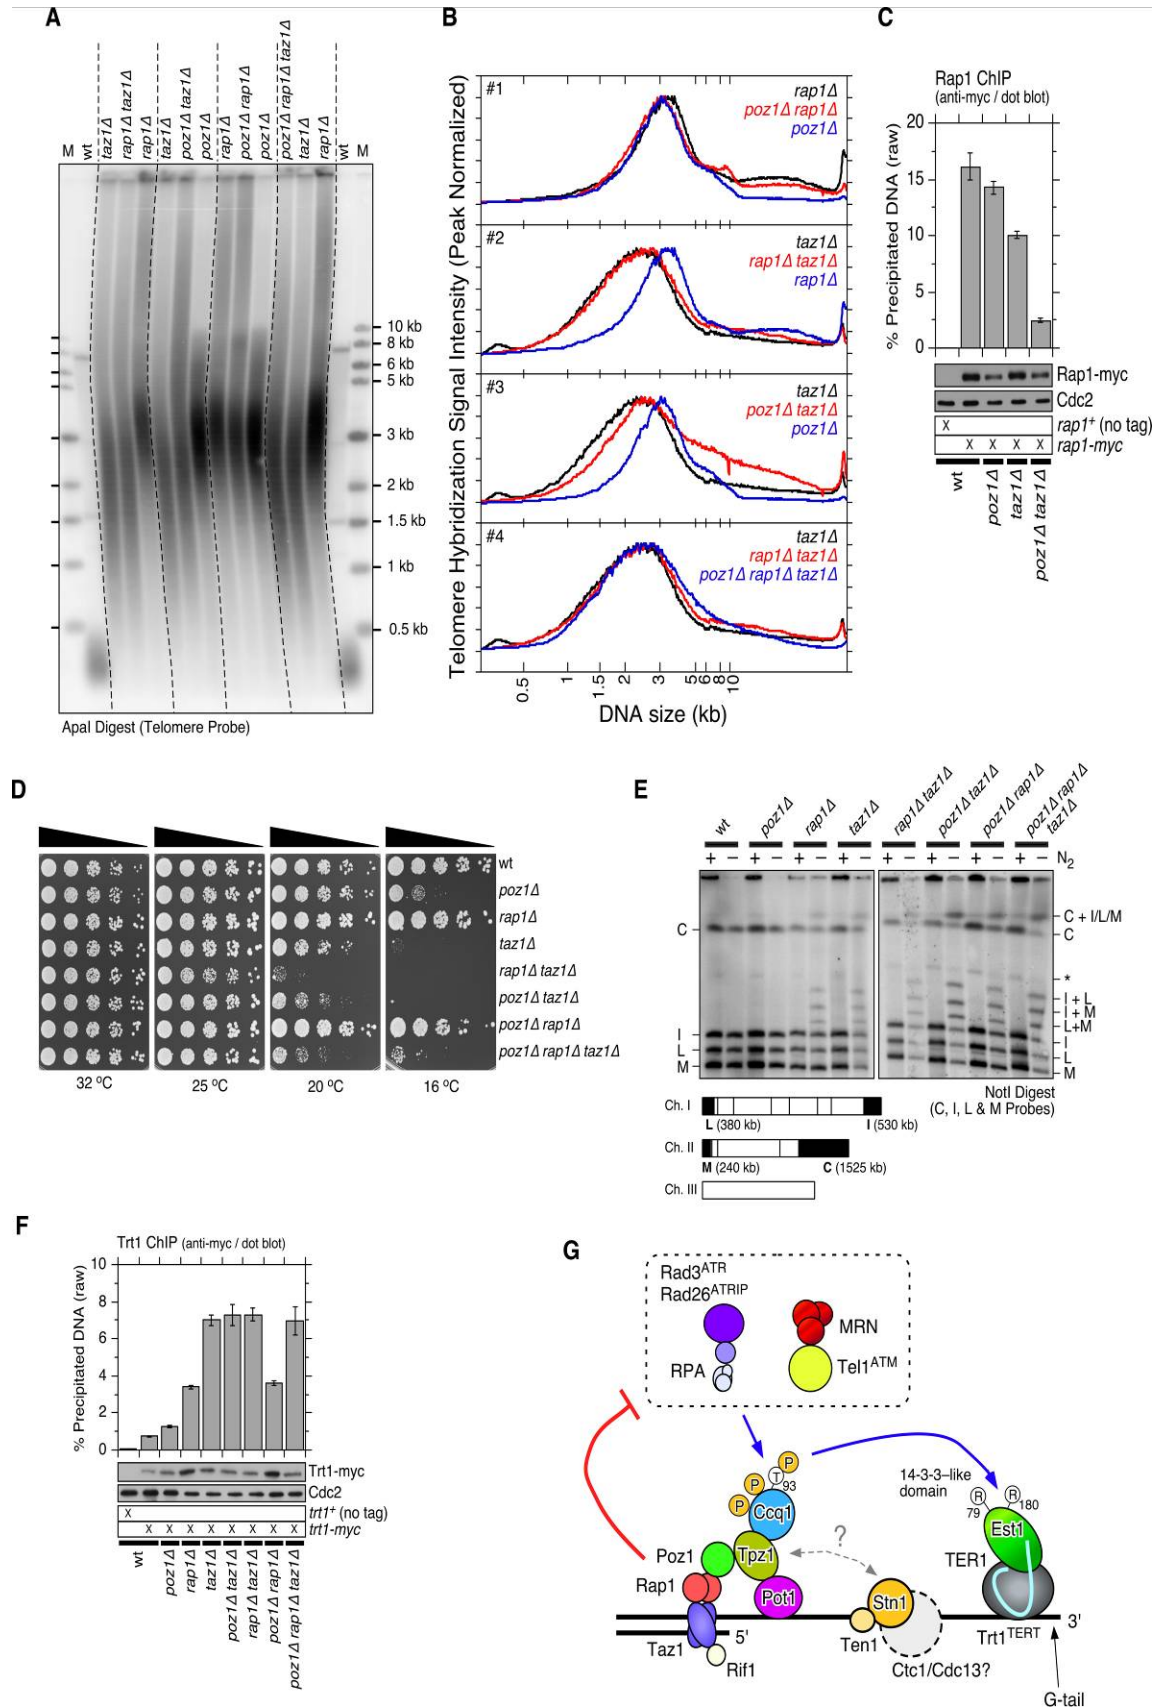 A
M
wt
taz1Δ
rap1Δ taz1Δ
rap1Δ
taz1Δ
poz1Δ taz1Δ
poz1Δ
rap1Δ
poz1Δ rap1Δ
poz1Δ
poz1Δ rap1Δ taz1Δ
taz1Δ
rap1Δ
wt
M
10 kb
8 kb
6 kb
5 kb
3 kb
2 kb
1.5 kb
1 kb
0.5 kb
ApaI Digest (Telomere Probe)
B
Telomere Hybridization Signal Intensity (Peak Normalized)
#1
rap1Δ
poz1Δ rap1Δ
poz1Δ
#2
taz1Δ
rap1Δ taz1Δ
rap1Δ
#3
taz1Δ
poz1Δ taz1Δ
poz1Δ
#4
taz1Δ
rap1Δ taz1Δ
poz1Δ rap1Δ taz1Δ
0.5 1 1.5 2 3 5 6 8 10
DNA size (kb)
C
Rap1 ChIP
(anti-myc / dot blot)
% Precipitated DNA (raw)
20
15
10
5
0
Rap1-myc
Cdc2
X rap1+ (no tag)
X X X X rap1-myc
wt
poz1Δ
taz1Δ
poz1Δ taz1Δ
D
wt
poz1Δ
rap1Δ
taz1Δ
rap1Δ taz1Δ
poz1Δ taz1Δ
poz1Δ rap1Δ
poz1Δ rap1Δ taz1Δ
32 ºC 25 ºC 20 ºC 16 ºC
E
wt
poz1Δ
rap1Δ
taz1Δ
rap1Δ taz1Δ
poz1Δ taz1Δ
poz1Δ rap1Δ
poz1Δ rap1Δ
taz1Δ
+ − + − + − + − + − + − + − + − N2
C
I
L
M
C + I/L/M
C
*
I + L
I + M
L+M
I
L
M
NotI Digest
(C, I, L & M Probes)
Ch. I
L (380 kb) I (530 kb)
Ch. II
M (240 kb) C (1525 kb)
Ch. III
F
Trt1 ChIP (anti-myc / dot blot)
% Precipitated DNA (raw)
10
8
6
4
2
0
Trt1-myc
Cdc2
X trt1+ (no tag)
X X X X X X X X trt1-myc
wt
poz1Δ
rap1Δ
taz1Δ
poz1Δ taz1Δ
rap1Δ taz1Δ
poz1Δ rap1Δ
poz1Δ rap1Δ taz1Δ
G
Rad3ATR
Rad26ATRIP
RPA
MRN
Tel1ATM
P
P
P
T
93
Ccq1
Poz1
Tpz1
Rap1
Pot1
Taz1
5'
Rif1
?
Stn1
Ten1
Ctc1/Cdc13?
14-3-3–like
domain
R
79
R
180
Est1
TER1
Trt1TERT
3'
G-tail